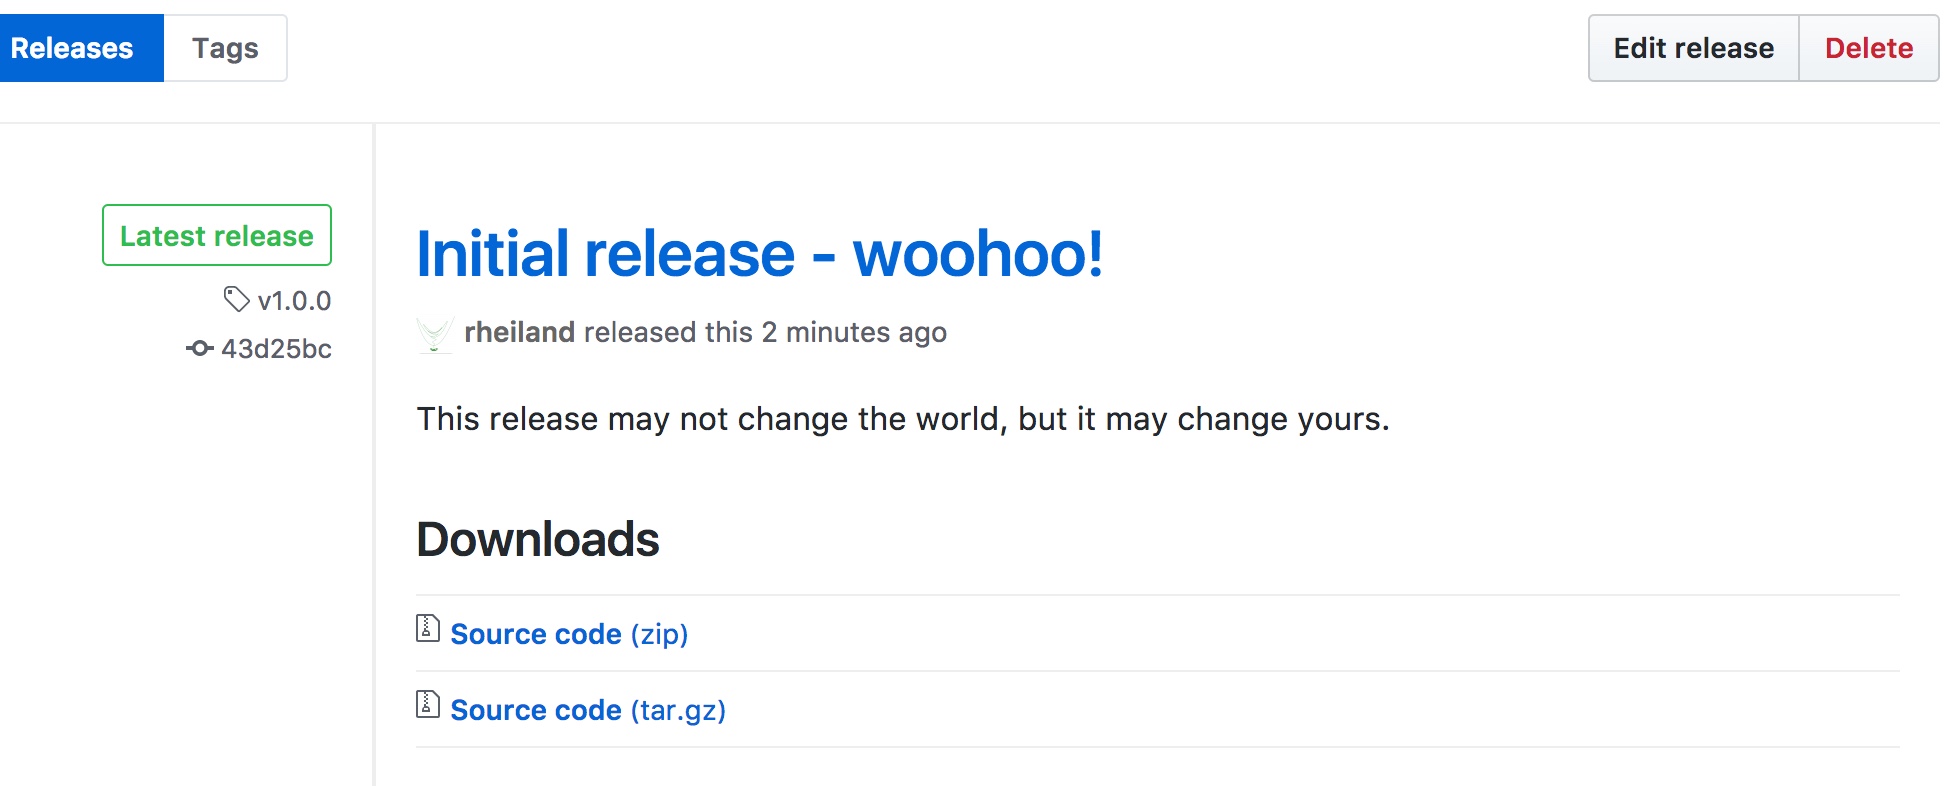 Releases Tags Edit release Delete
Latest release
v1.0.0
43d25bc
Initial release - woohoo!
rheiland released this 2 minutes ago
This release may not change the world, but it may change yours.
Downloads
Source code (zip)
Source code (tar.gz)